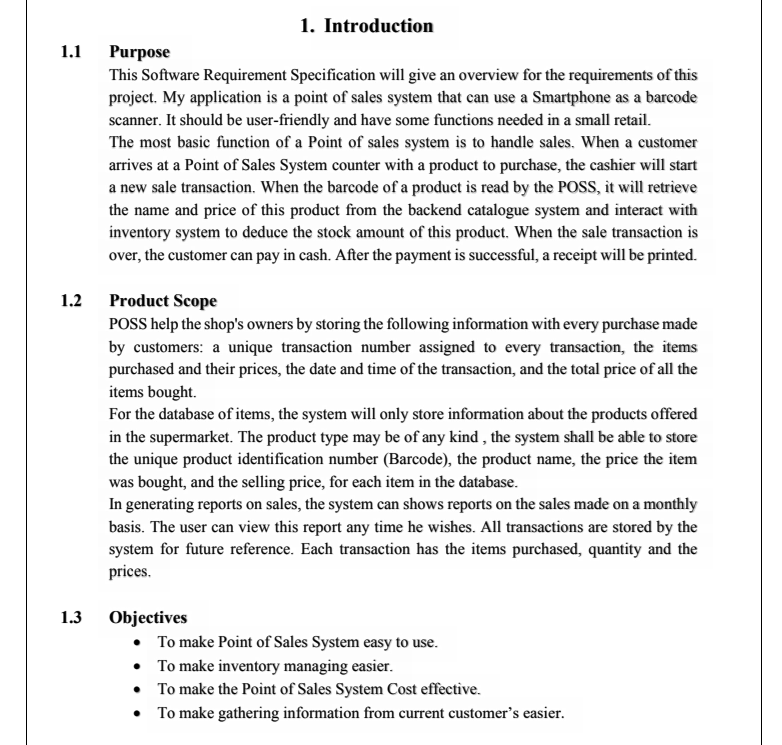 1. Introduction
1.1 Purpose
This Software Requirement Specification will give an overview for the requirements of this
project. My application is a point of sales system that can use a Smartphone as a barcode
scanner. It should be user-friendly and have some functions needed in a small retail.
The most basic function of a Point of sales system is to handle sales. When a customer
arrives at a Point of Sales System counter with a product to purchase, the cashier will start
a new sale transaction. When the barcode of a product is read by the POSS, it will retrieve
the name and price of this product from the backend catalogue system and interact with
inventory system to deduce the stock amount of this product. When the sale transaction is
over, the customer can pay in cash. After the payment is successful, a receipt will be printed.
1.2 Product Scope
POSS help the shop's owners by storing the following information with every purchase made
by customers: a unique transaction number assigned to every transaction, the items
purchased and their prices, the date and time of the transaction, and the total price of all the
items bought.
For the database of items, the system will only store information about the products offered
in the supermarket. The product type may be of any kind , the system shall be able to store
the unique product identification number (Barcode), the product name, the price the item
was bought, and the selling price, for each item in the database.
In generating reports on sales, the system can shows reports on the sales made on a monthly
basis. The user can view this report any time he wishes. All transactions are stored by the
system for future reference. Each transaction has the items purchased, quantity and the
prices.
1.3 Objectives
• To make Point of Sales System easy to use.
• To make inventory managing easier.
• To make the Point of Sales System Cost effective.
• To make gathering information from current customer’s easier.